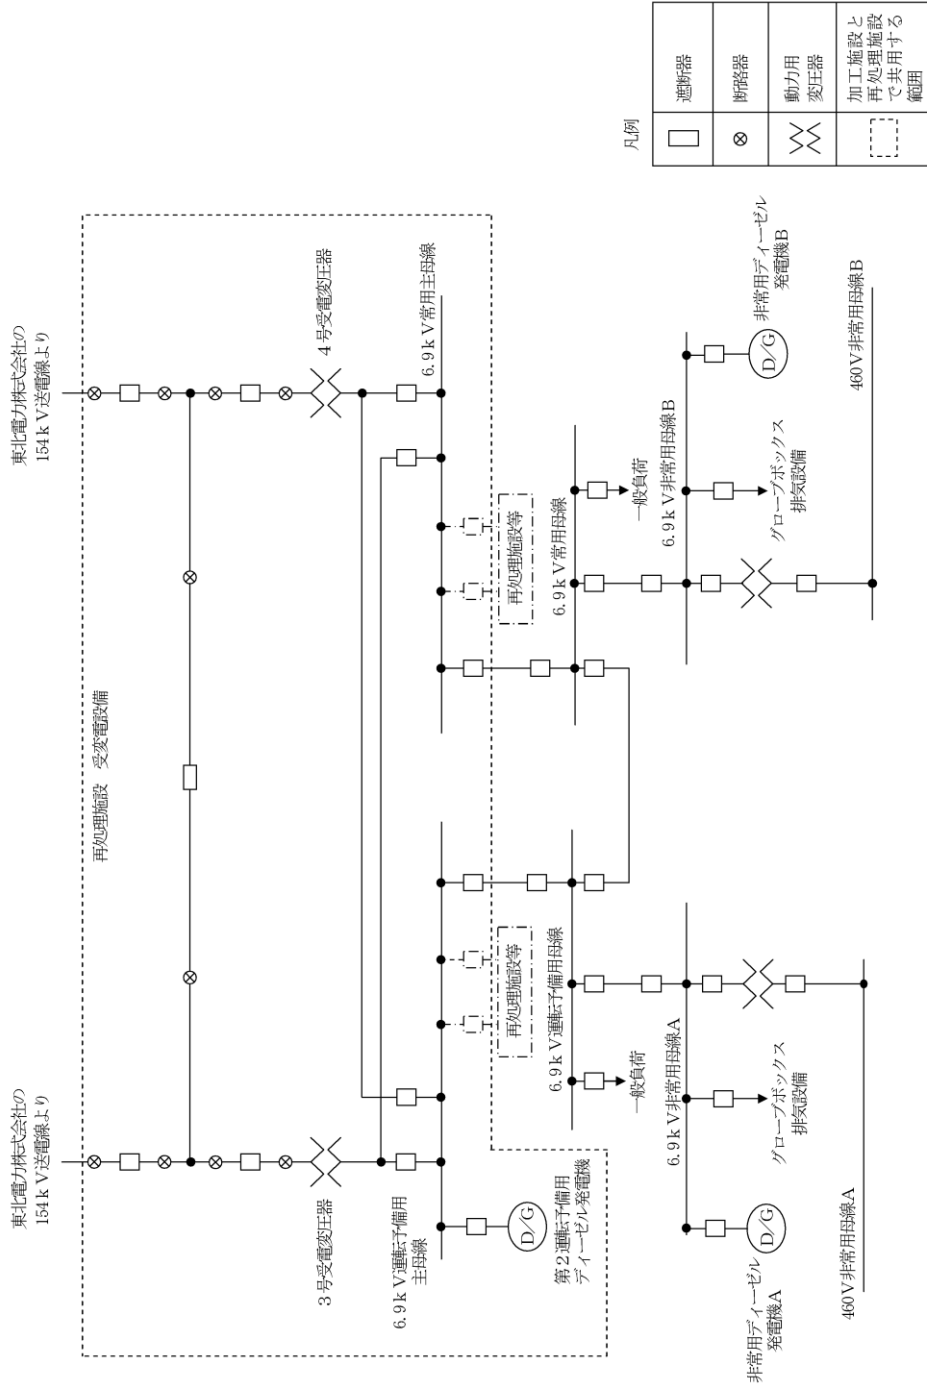 東北電力株式会社の
154ｋＶ送電線より
東北電力株式会社の
154ｋＶ送電線より
再処理施設　受変電設備
3号受電変圧器
4号受電変圧器
6.9ｋＶ運転予備用
主母線
6.9ｋＶ常用主母線
第2運転予備用
ディーゼル発電機
D/G
再処理施設等
再処理施設等
6.9ｋＶ運転予備用母線
6.9ｋＶ常用母線
一般負荷
一般負荷
6.9ｋＶ非常用母線A
6.9ｋＶ非常用母線B
非常用ディーゼル
発電機A
D/G
グローブボックス
排気設備
グローブボックス
排気設備
D/G
非常用ディーゼル
発電機B
460V非常用母線A
460V非常用母線B
凡例
遮断器
断路器
動力用
変圧器
加工施設と
再処理施設
で共用する
範囲